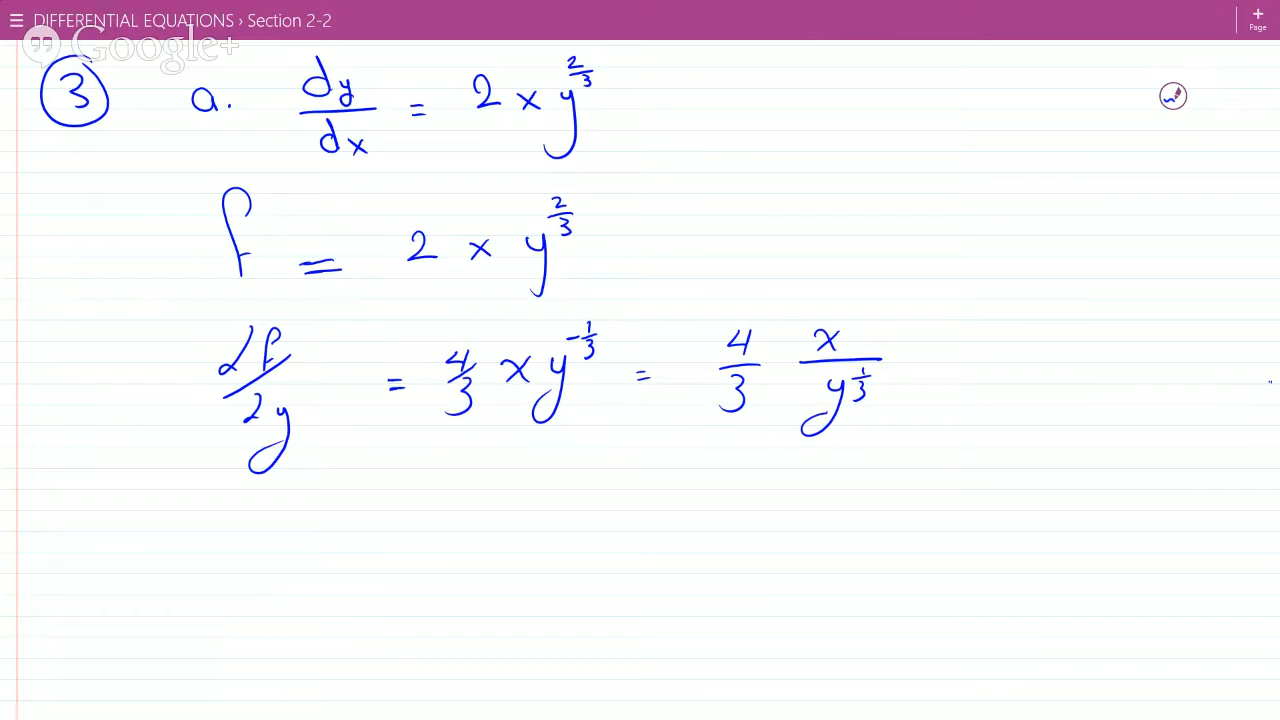 ☰ DIFFERENTIAL EQUATIONS › Section 2-2
+ Page
Google+
③ a. dy/dx = 2 x y^(2/3)
f = 2 x y^(2/3)
∂f/∂y = 4/3 x y^(-1/3) = 4/3 x/y^(1/3)